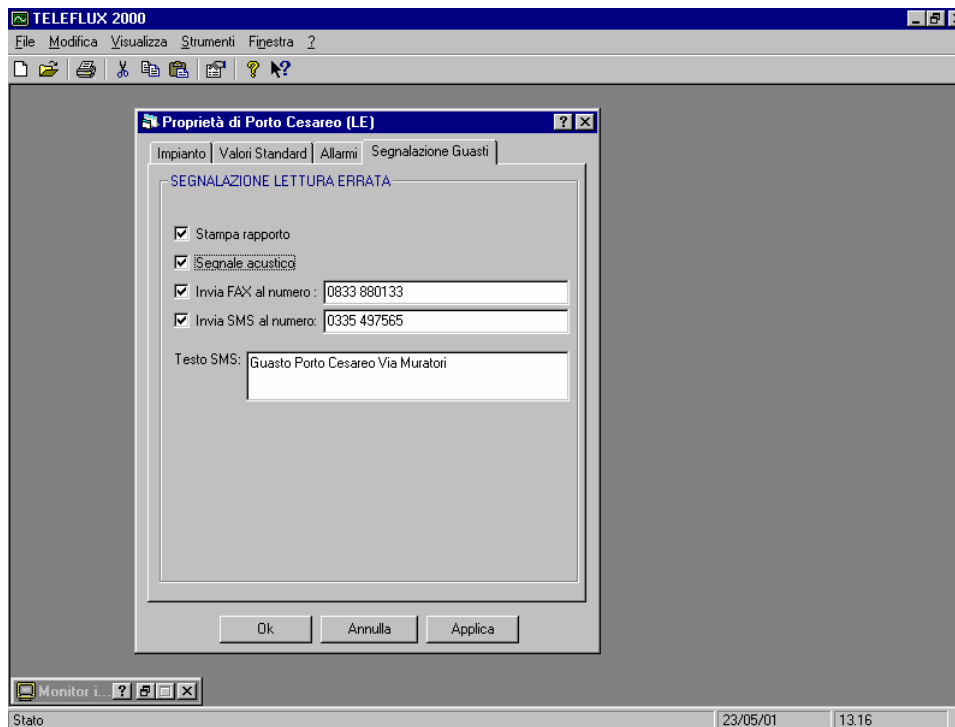 TELEFLUX 2000
File Modifica Visualizza Strumenti Finestra ?
Proprietà di Porto Cesareo (LE)
Impianto Valori Standard Allarmi Segnalazione Guasti
SEGNALAZIONE LETTURA ERRATA
Stampa rapporto
Segnale acustico
Invia FAX al numero : 0833 880133
Invia SMS al numero: 0335 497565
Testo SMS: Guasto Porto Cesareo Via Muratori
Ok Annulla Applica
Monitor i...
Stato 23/05/01 13.16